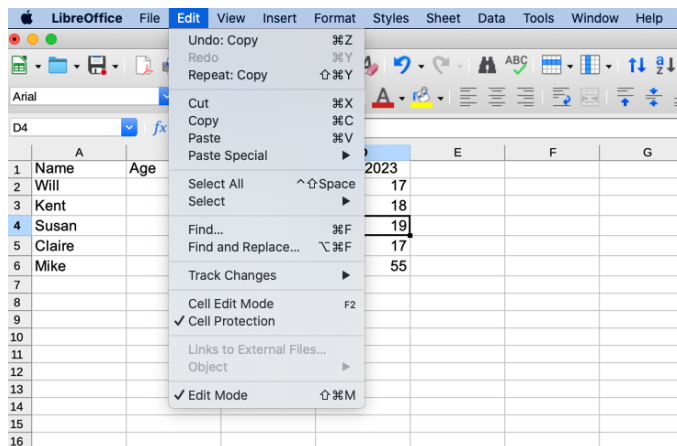 LibreOffice File Edit View Insert Format Styles Sheet Data Tools Window Help
Undo: Copy ⌘Z
Redo ⌘Y
Repeat: Copy ⇧⌘Y
Cut ⌘X
Copy ⌘C
Paste ⌘V
Paste Special
Select All ^⇧Space
Select
Find... ⌘F
Find and Replace... ⌥⌘F
Track Changes
Cell Edit Mode F2
✓ Cell Protection
Links to External Files...
Object
✓ Edit Mode ⇧⌘M
ABC
Arial
D4 fx
A E F G
1 Name Age 2023
2 Will 17
3 Kent 18
4 Susan 19
5 Claire 17
6 Mike 55
7
8
9
10
11
12
13
14
15
16